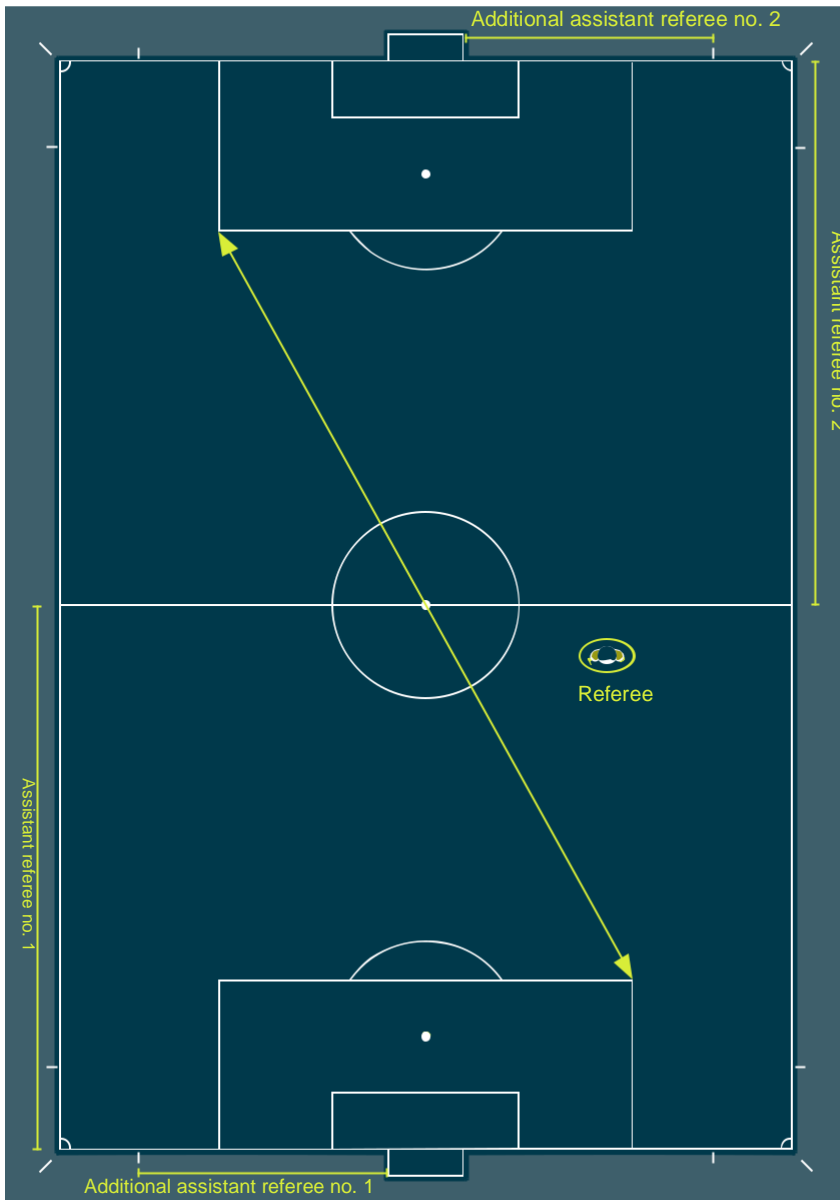 Additional assistant referee no. 2
Assistant referee no. 2
Referee
Assistant referee no. 1
Additional assistant referee no. 1